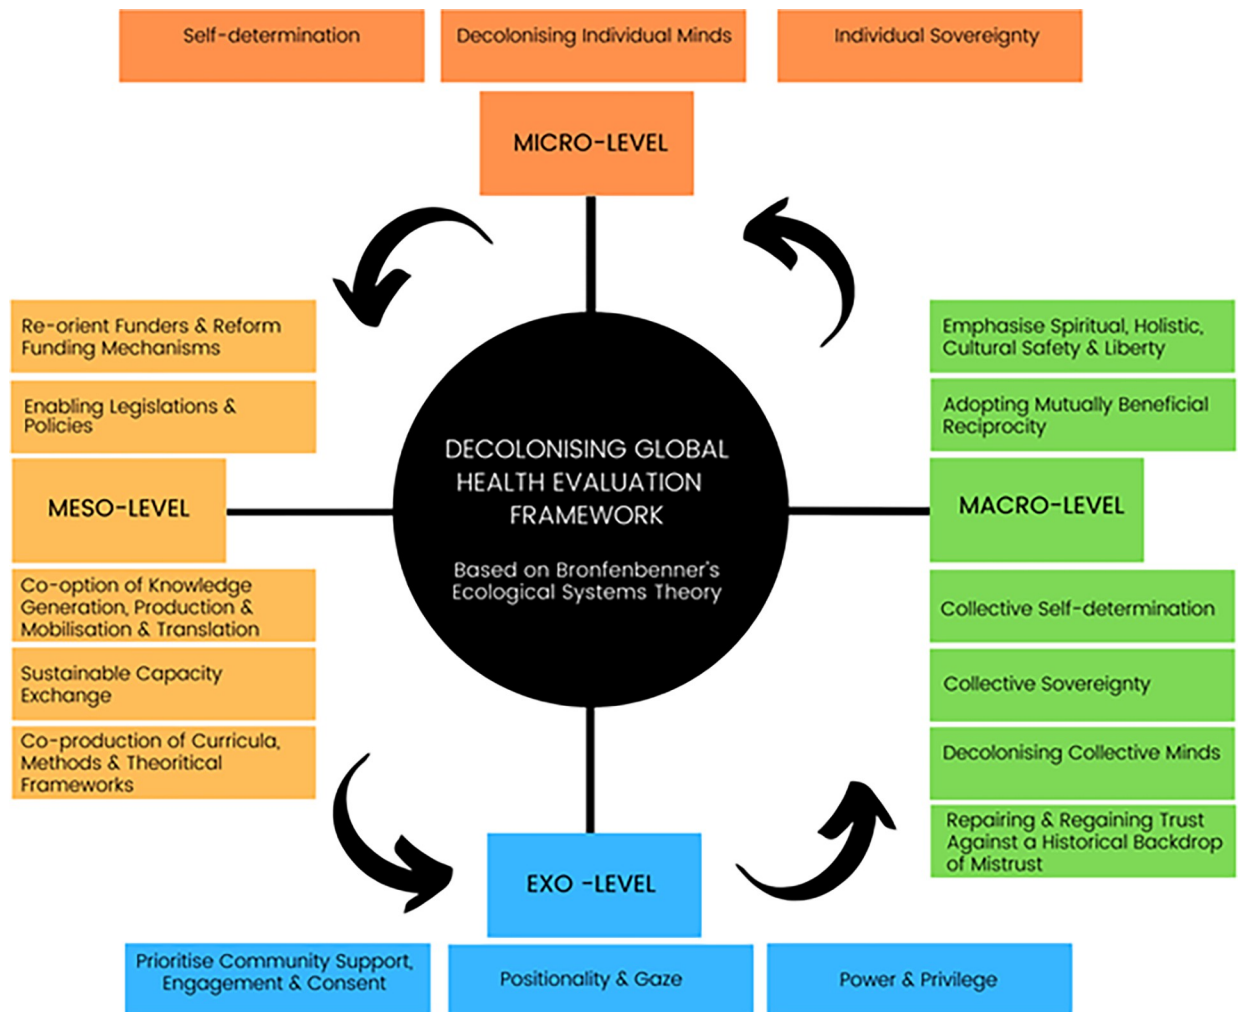 Self-determination
Decolonising Individual Minds
Individual Sovereignty
MICRO-LEVEL
Re-orient Funders & Reform
Funding Mechanisms
Enabling Legislations &
Policies
MESO-LEVEL
Co-option of Knowledge
Generation, Production &
Mobilisation & Translation
Sustainable Capacity
Exchange
Co-production of Curricula,
Methods & Theoritical
Frameworks
DECOLONISING GLOBAL
HEALTH EVALUATION
FRAMEWORK
Based on Bronfenbenner's
Ecological Systems Theory
Emphasise Spiritual, Holistic,
Cultural Safety & Liberty
Adopting Mutually Beneficial
Reciprocity
MACRO-LEVEL
Collective Self-determination
Collective Sovereignty
Decolonising Collective Minds
Repairing & Regaining Trust
Against a Historical Backdrop
of Mistrust
EXO -LEVEL
Prioritise Community Support,
Engagement & Consent
Positionality & Gaze
Power & Privilege